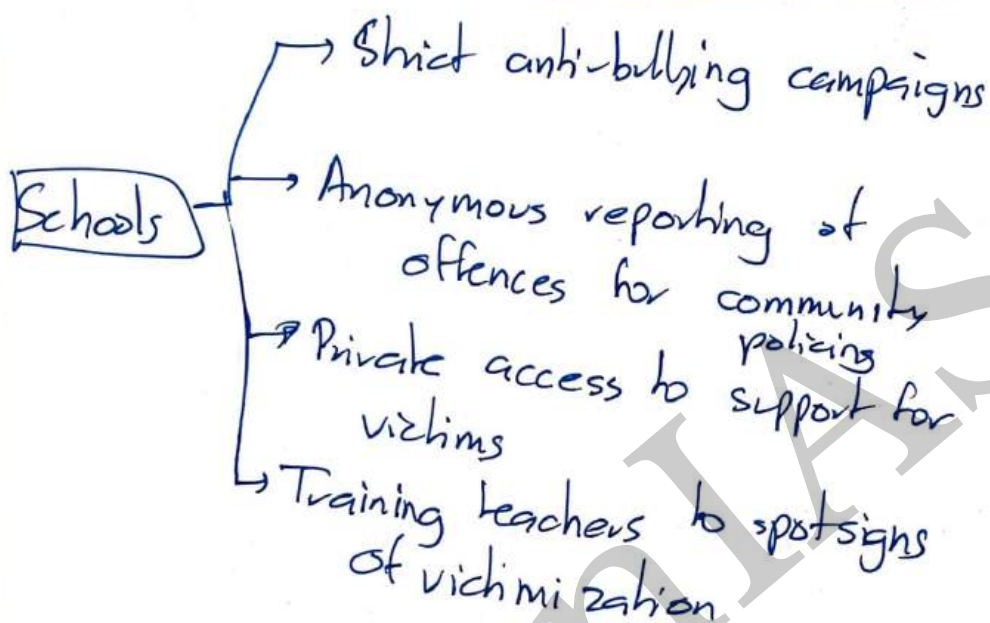 Strict anti-bullying campaigns
Schools
Anonymous reporting of
offences for community
policing
Private access to support for
victims
Training teachers to spot signs
of victimization